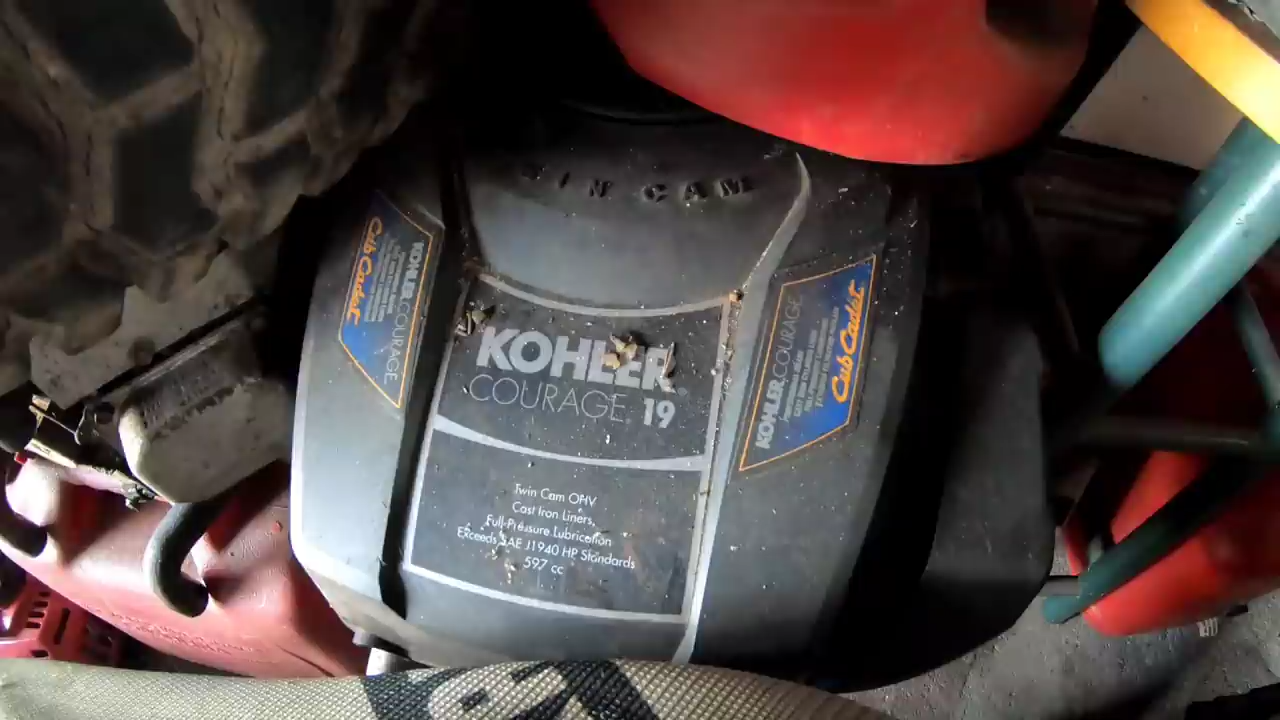 TWIN CAM
KOHLER
COURAGE 19
Twin Cam OHV
Cast Iron Liners,
Full-Pressure Lubrication
Exceeds SAE J1940 HP Standards
597 cc
KOHLER COURAGE
Cub Cadet
KOHLER COURAGE
Cub Cadet